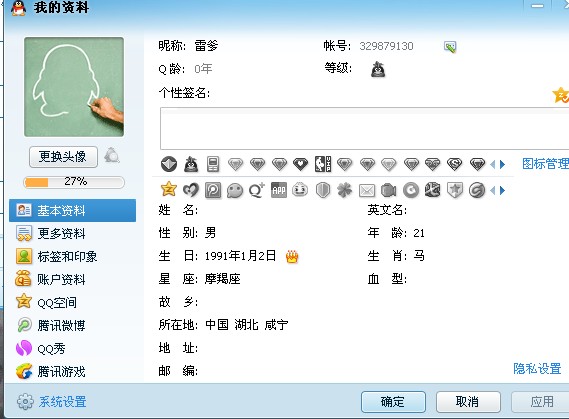 我的资料
昵称: 雷爹 帐号: 329879130
Q 龄: 0年 等级:
个性签名:
更换头像
27%
图标管理
NBA
Q+ APP
基本资料
更多资料
标签和印象
账户资料
QQ空间
腾讯微博
QQ秀
腾讯游戏
系统设置
姓 名: 英文名:
性 别: 男 年 龄: 21
生 日: 1991年1月2日 生 肖: 马
星 座: 摩羯座 血 型:
故 乡:
所在地: 中国 湖北 咸宁
地 址:
邮 编:
隐私设置
确定 取消 应用